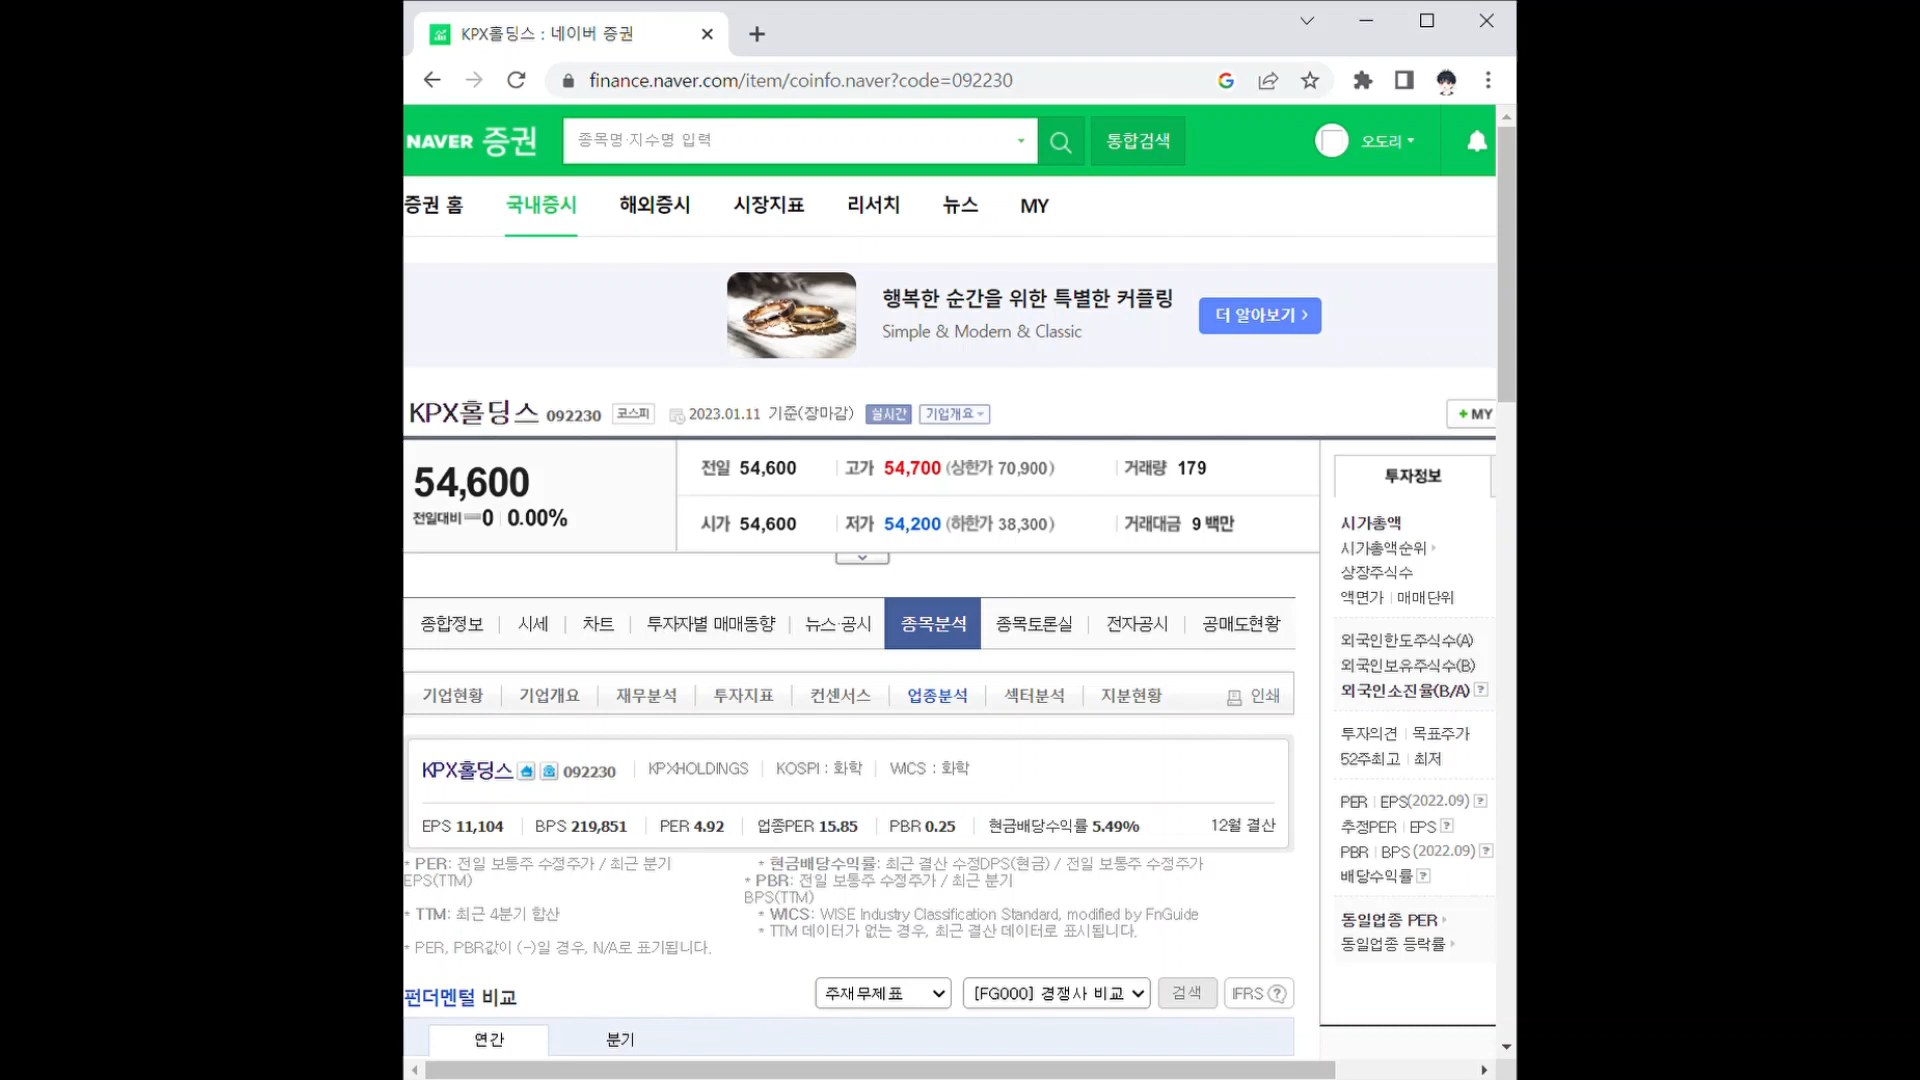 KPX홀딩스 : 네이버 증권
finance.naver.com/item/coinfo.naver?code=092230
NAVER 증권 종목명·지수명 입력 통합검색 오도리
증권 홈 국내증시 해외증시 시장지표 리서치 뉴스 MY
행복한 순간을 위한 특별한 커플링
Simple & Modern & Classic
더 알아보기 >
KPX홀딩스 092230 코스피 2023.01.11 기준(장마감) 실시간 기업개요 + MY
54,600
전일대비 0 0.00%
전일 54,600 고가 54,700 (상한가 70,900) 거래량 179
시가 54,600 저가 54,200 (하한가 38,300) 거래대금 9 백만
종합정보 시세 차트 투자자별 매매동향 뉴스·공시 종목분석 종목토론실 전자공시 공매도현황
기업현황 기업개요 재무분석 투자지표 컨센서스 업종분석 섹터분석 지분현황 인쇄
KPX홀딩스 092230 KPXHOLDINGS KOSPI : 화학 WICS : 화학
EPS 11,104 BPS 219,851 PER 4.92 업종PER 15.85 PBR 0.25 현금배당수익률 5.49% 12월 결산
* PER: 전일 보통주 수정주가 / 최근 분기
EPS(TTM)
* TTM: 최근 4분기 합산
* PER, PBR값이 (-)일 경우, N/A로 표기됩니다.
* 현금배당수익률: 최근 결산 수정DPS(현금) / 전일 보통주 수정주가
* PBR: 전일 보통주 수정주가 / 최근 분기
BPS(TTM)
* WICS: WISE Industry Classification Standard, modified by FnGuide
* TTM 데이터가 없는 경우, 최근 결산 데이터로 표시됩니다.
펀더멘털 비교 주재무제표 [FG000] 경쟁사 비교 검색 IFRS ?
연간 분기
투자정보
시가총액
시가총액순위
상장주식수
액면가 매매단위
외국인한도주식수(A)
외국인보유주식수(B)
외국인소진율(B/A) ?
투자의견 목표주가
52주최고 최저
PER EPS(2022.09) ?
추정PER EPS ?
PBR BPS (2022.09) ?
배당수익률 ?
동일업종 PER
동일업종 등락률